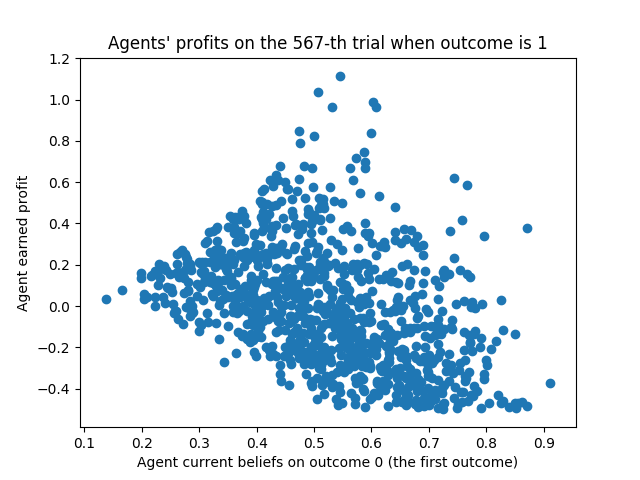 Agents' profits on the 567-th trial when outcome is 1
1.2
1.0
0.8
0.6
0.4
0.2
0.0
−0.2
−0.4
Agent earned profit
0.1 0.2 0.3 0.4 0.5 0.6 0.7 0.8 0.9
Agent current beliefs on outcome 0 (the first outcome)